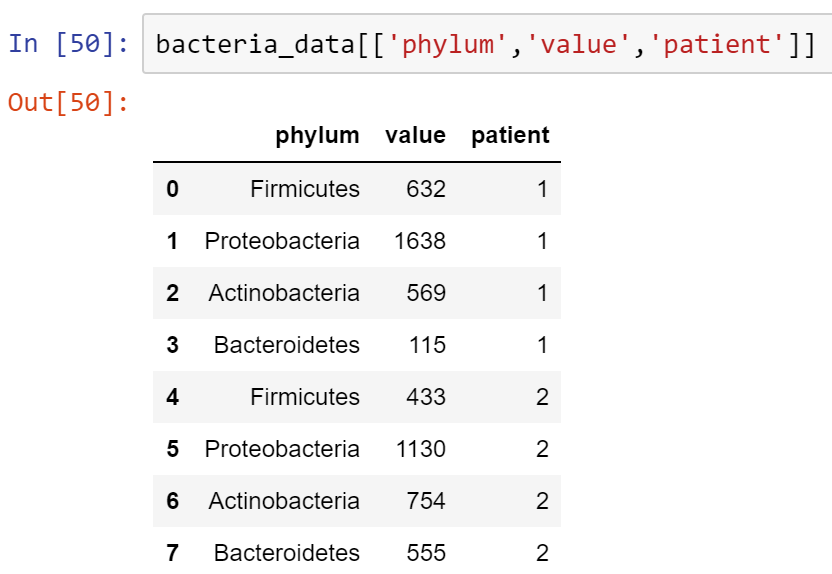 In [50]: bacteria_data[['phylum','value','patient']]
Out[50]:
phylum value patient
0 Firmicutes 632 1
1 Proteobacteria 1638 1
2 Actinobacteria 569 1
3 Bacteroidetes 115 1
4 Firmicutes 433 2
5 Proteobacteria 1130 2
6 Actinobacteria 754 2
7 Bacteroidetes 555 2